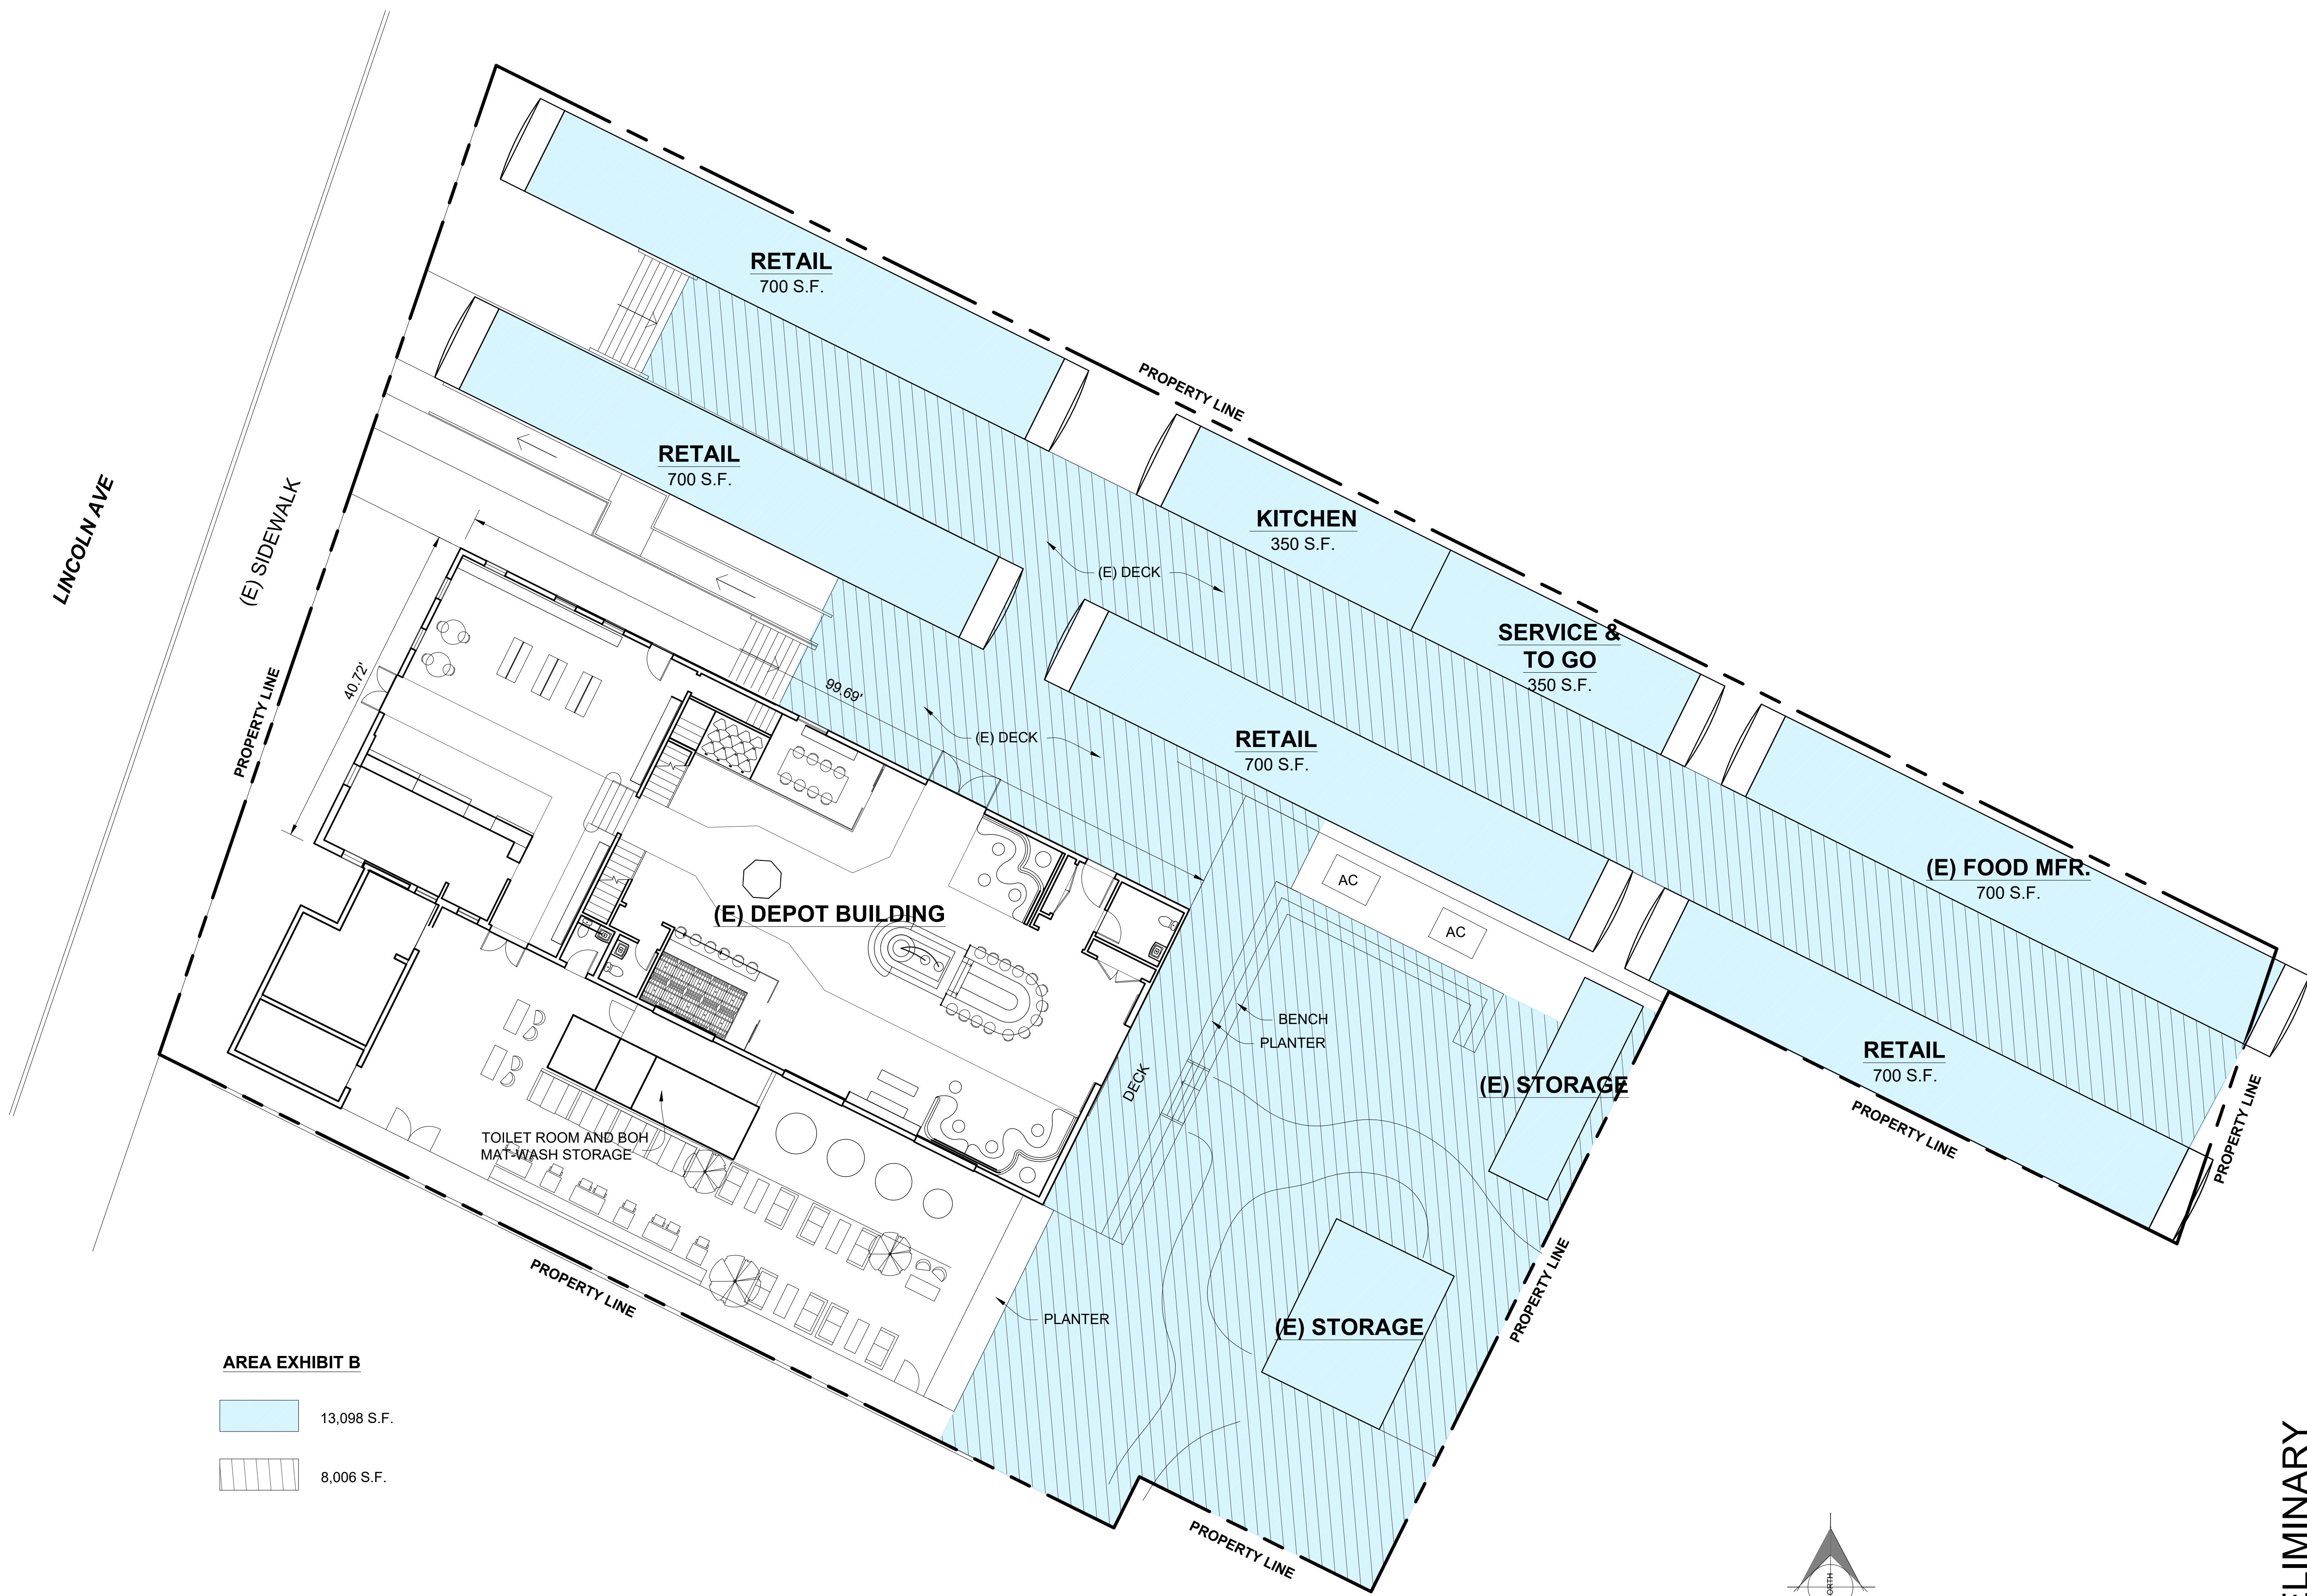 RETAIL
700 S.F.
PROPERTY LINE
RETAIL
700 S.F.
LINCOLN AVE
(E) SIDEWALK
KITCHEN
350 S.F.
(E) DECK
SERVICE &
TO GO
350 S.F.
PROPERTY LINE
40.72'
99.69'
(E) DECK
RETAIL
700 S.F.
(E) FOOD MFR.
700 S.F.
AC
AC
(E) DEPOT BUILDING
BENCH
PLANTER
DECK
(E) STORAGE
RETAIL
700 S.F.
PROPERTY LINE
PROPERTY LINE
TOILET ROOM AND BOH
MAT-WASH STORAGE
PROPERTY LINE
PLANTER
(E) STORAGE
PROPERTY LINE
AREA EXHIBIT B
13,098 S.F.
8,006 S.F.
PROPERTY LINE